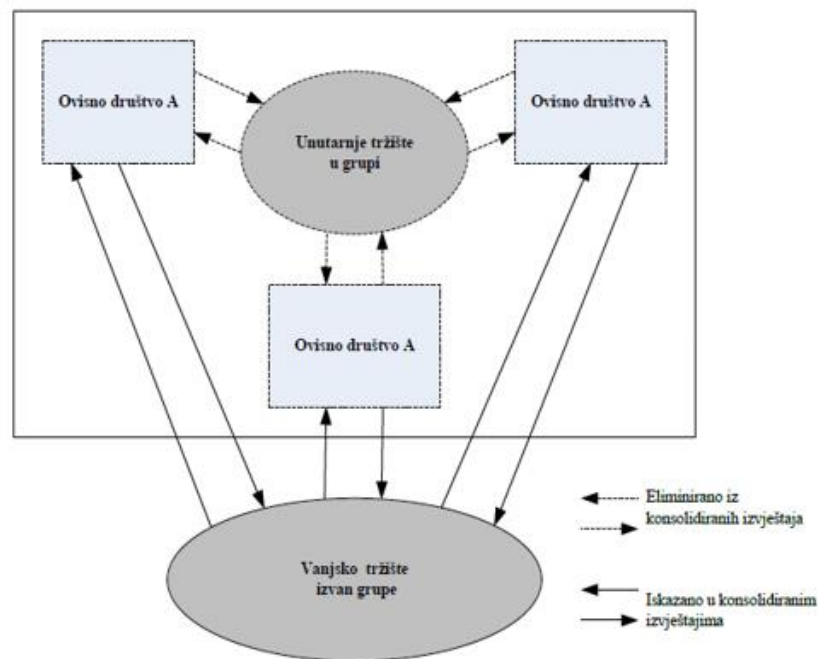 Ovisno društvo A
Ovisno društvo A
Unutarnje tržište
u grupi
Ovisno društvo A
Eliminirano iz
konsolidiranih izvještaja
Vanjsko tržište
izvan grupe
Iskazano u konsolidiranim
izvještajima